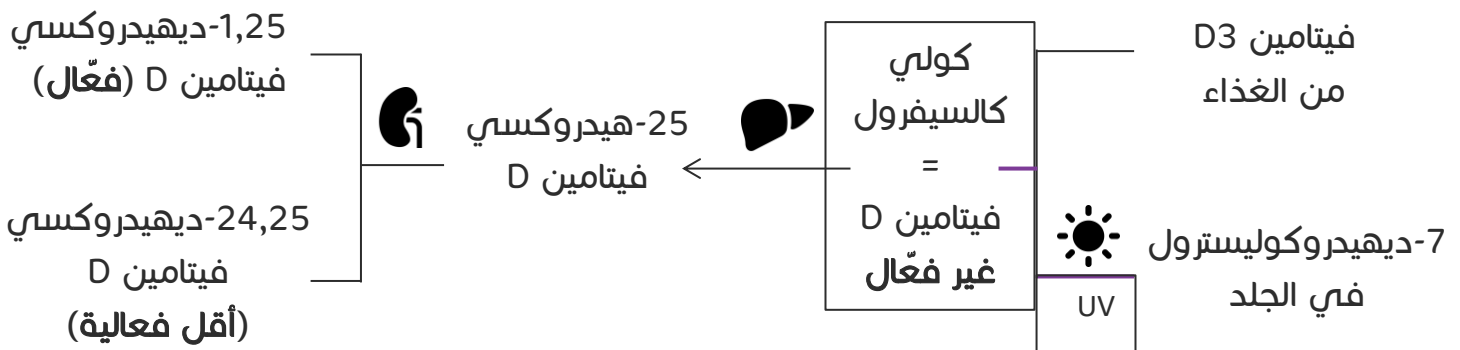 فيتامين D3
من الغذاء
7-ديهيدروكوليسترول
في الجلد
UV
كولي
كالسيفرول
=
فيتامين D
غير فعّال
25-هيدروكسي
فيتامين D
1,25-ديهيدروكسي
فيتامين D (فعّال)
24,25-ديهيدروكسي
فيتامين D
(أقل فعالية)